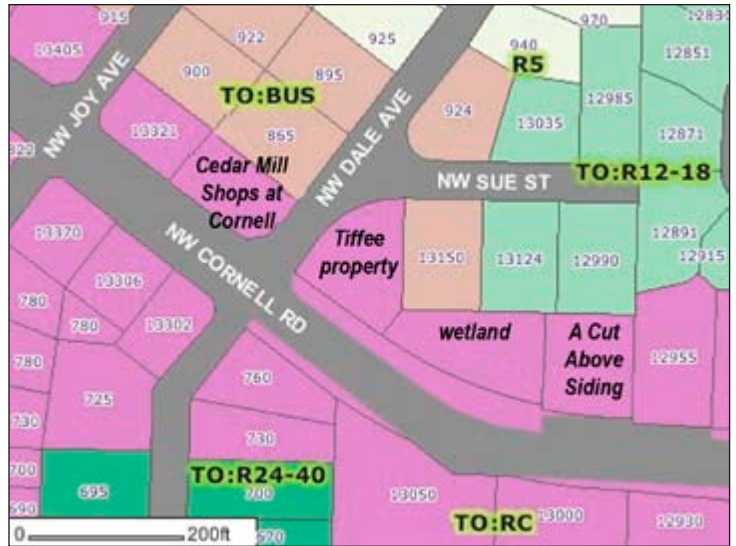 915
922
925
970
1283
13405
940
R5
12851
900
895
TO:BUS
12985
NW JOY AVE
924
13035
13321
865
12871
322
NW DALE AVE
Cedar Mill
Shops at
Cornell
NW SUE ST
TO:R12-18
13370
Tiffee
property
12891
13150
13124
12990
12915
13306
NW CORNELL RD
780
780
13302
wetland
A Cut
Above
Siding
12955
780
760
725
730
730
700
TO:R24-40
700
695
13050
690
TO:RC
13000
12930
670
0
200ft